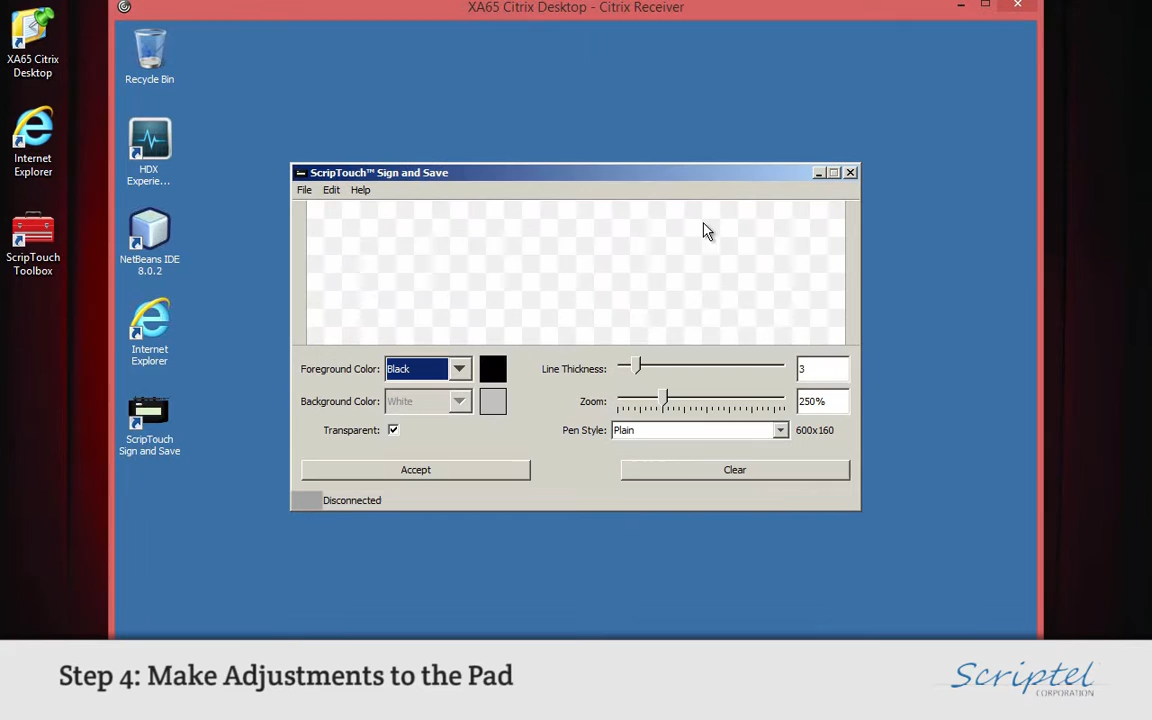 XA65 Citrix Desktop - Citrix Receiver
XA65 Citrix
Desktop
Internet
Explorer
ScripTouch
Toolbox
Recycle Bin
HDX
Experie...
NetBeans IDE
8.0.2
Internet
Explorer
ScripTouch
Sign and Save
ScripTouch™ Sign and Save
File Edit Help
Foreground Color: Black Line Thickness: 3
Background Color: White Zoom: 250%
Transparent: Pen Style: Plain 600x160
Accept Clear
Disconnected
Step 4: Make Adjustments to the Pad
Scriptel
CORPORATION